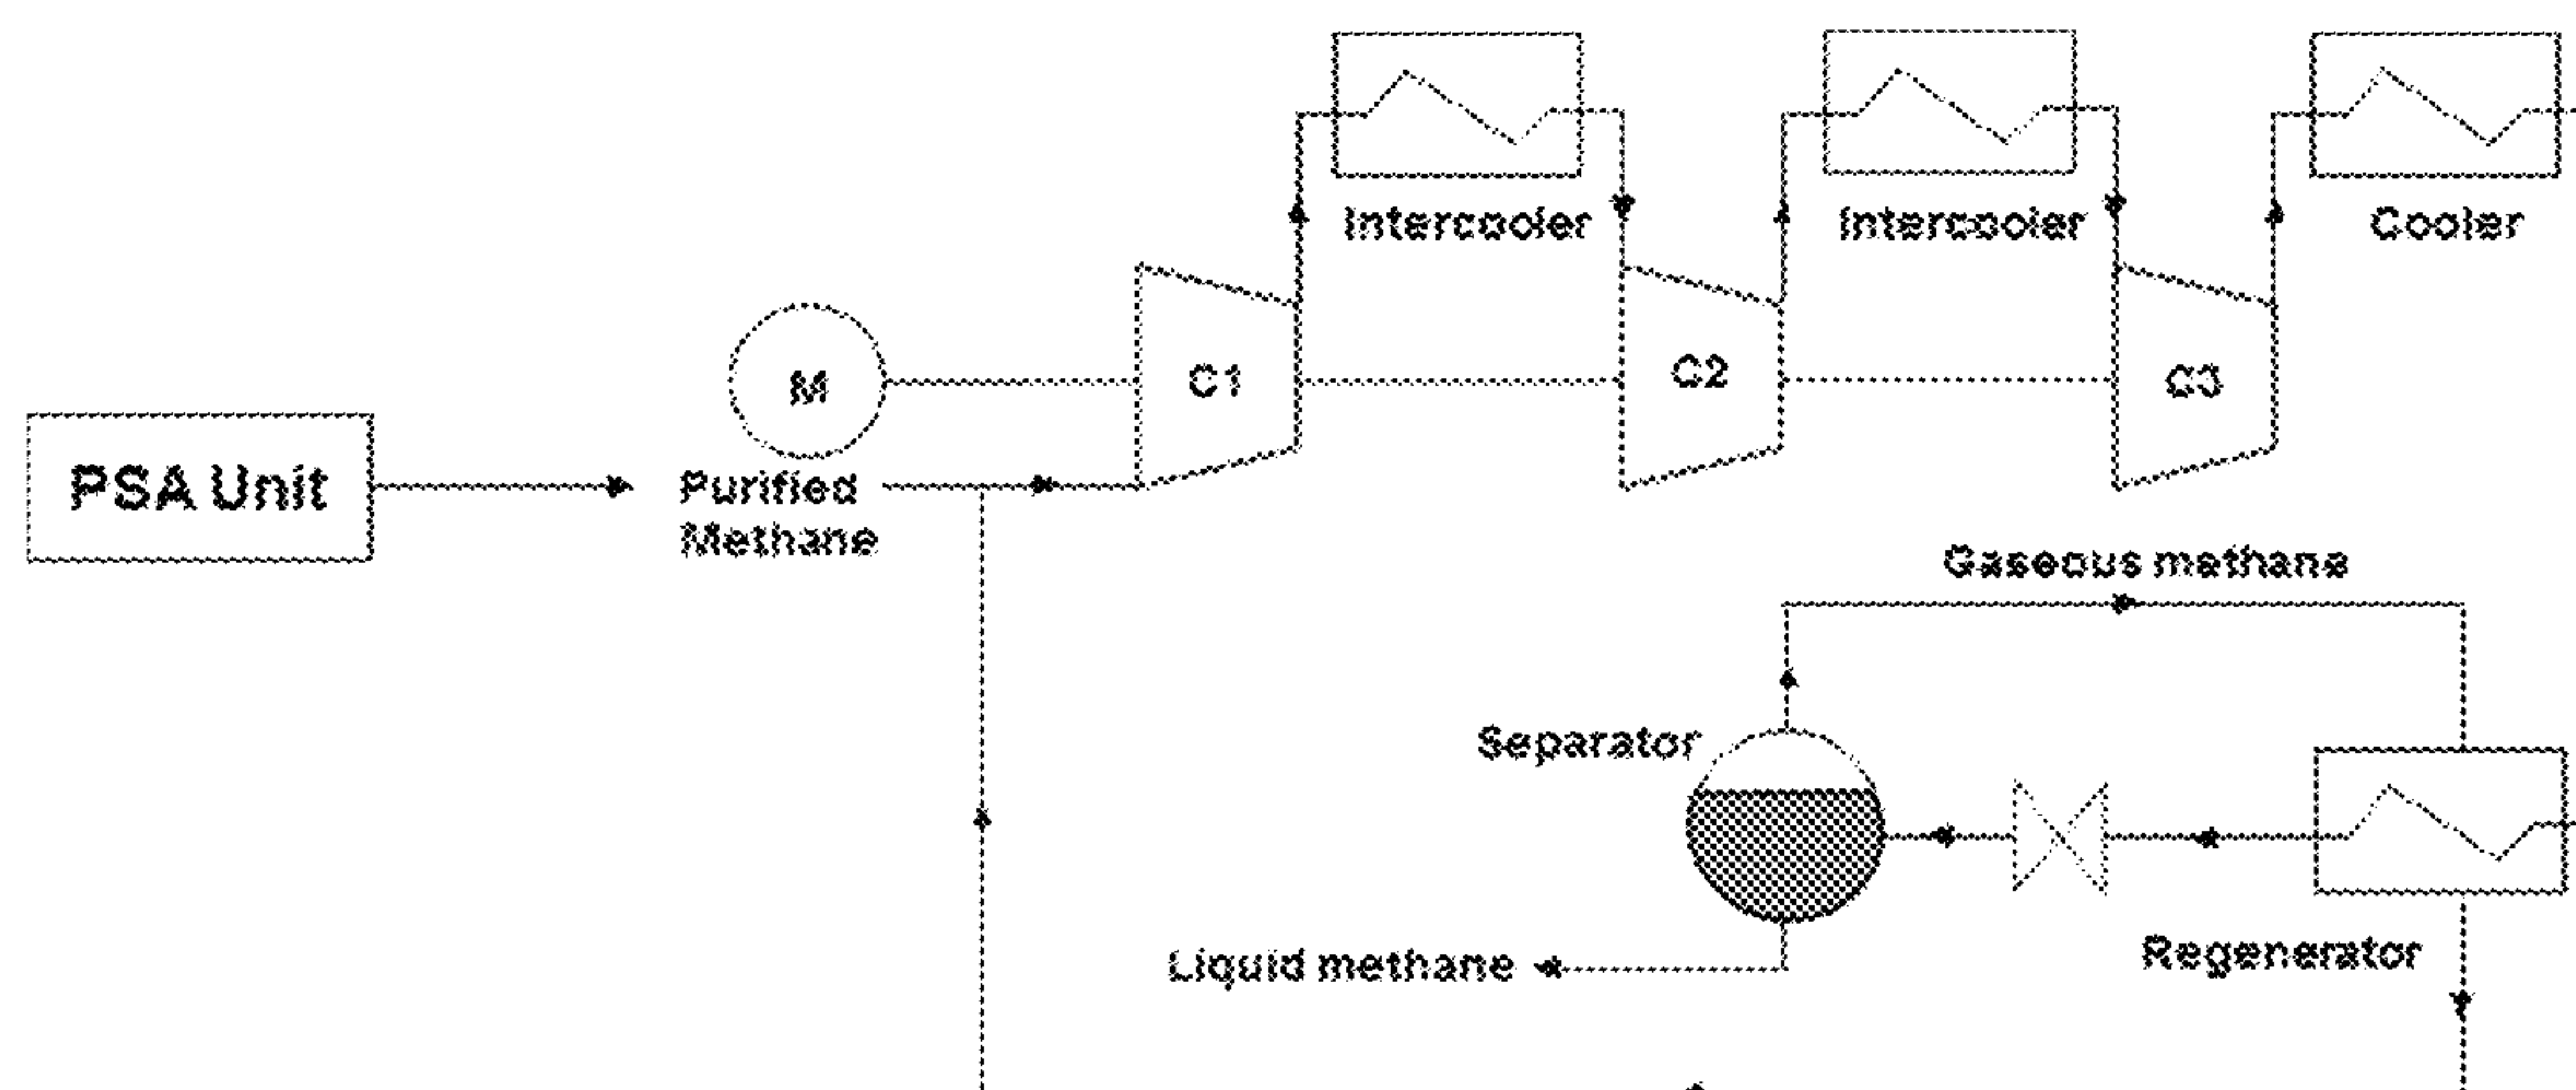 Intercooler
Intercooler
Cooler
M
C1
C2
C3
PSA Unit
Purified
Methane
Gaseous methane
Separator
Liquid methane
Regenerator